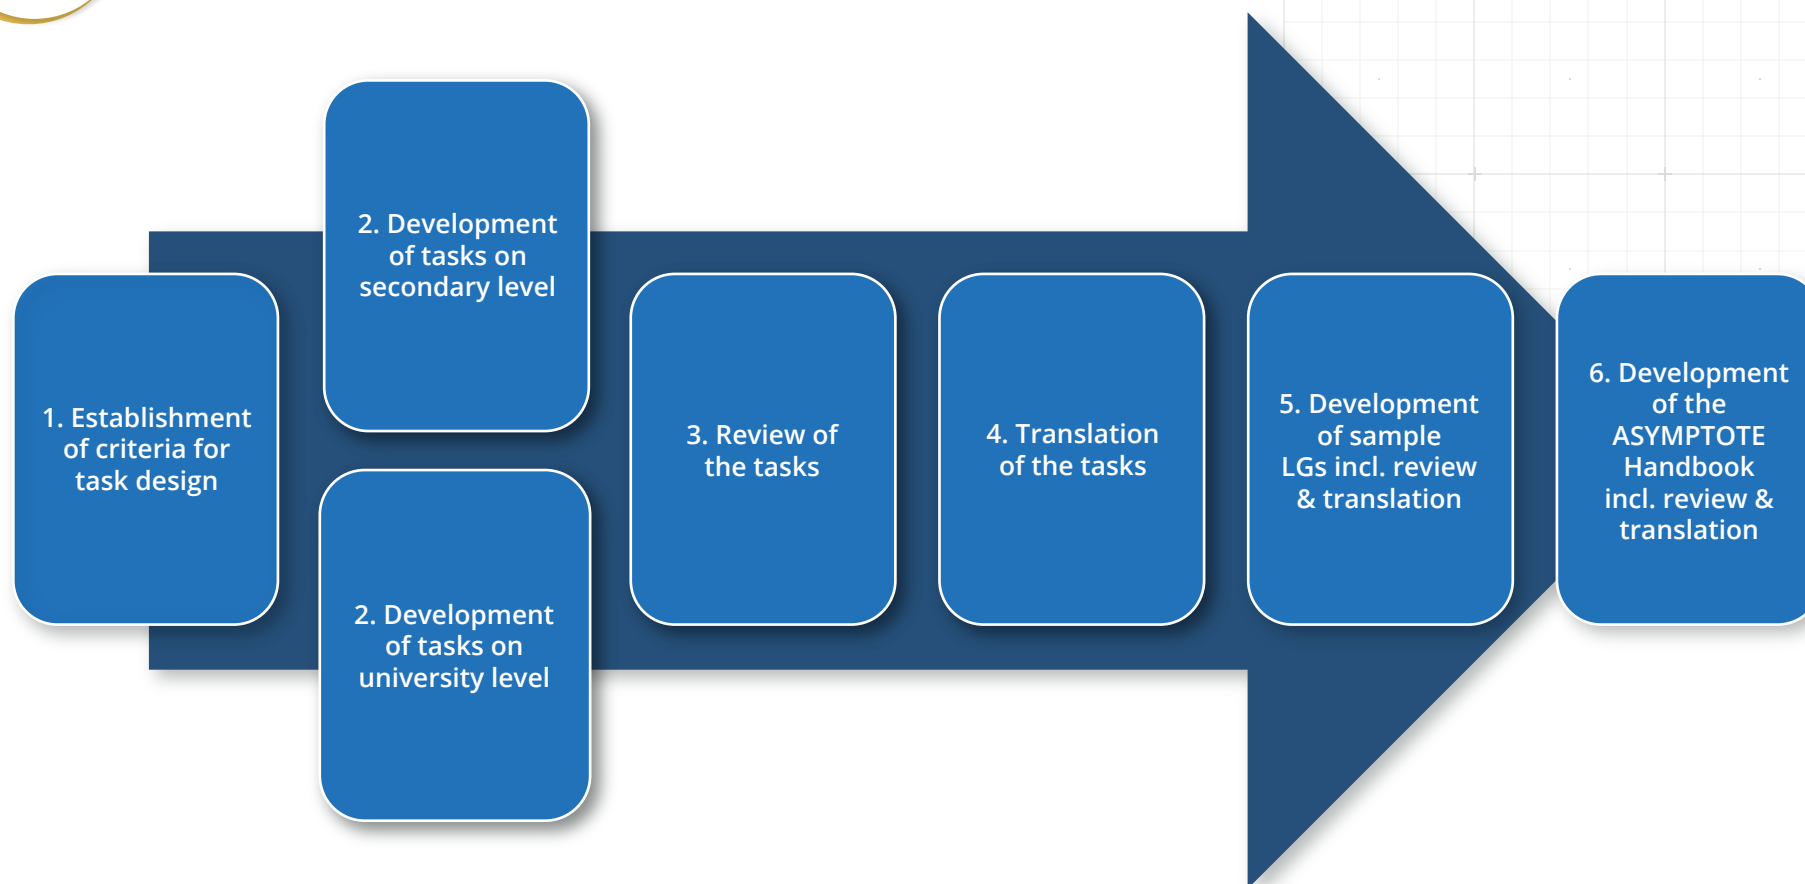 1. Establishment
of criteria for
task design
2. Development
of tasks on
secondary level
2. Development
of tasks on
university level
3. Review of
the tasks
4. Translation
of the tasks
5. Development
of sample
LGs incl. review
& translation
6. Development
of the
ASYMPTOTE
Handbook
incl. review &
translation